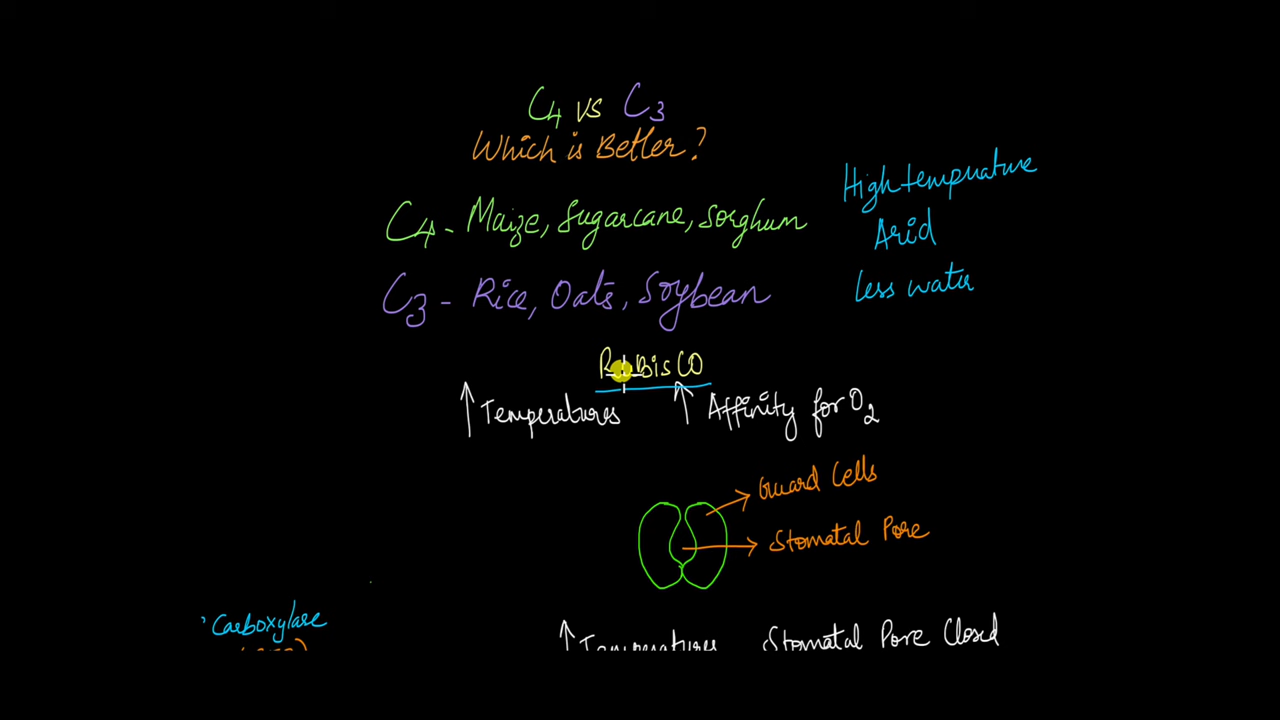 C4 vs C3
Which is Better?
High temperature
C4 - Maize, Sugarcane, Sorghum
Arid
less water
C3 - Rice, Oats, Soybean
RuBisCO
↑ Temperatures ↑ Affinity for O2
Guard Cells
Stomatal Pore
Carboxylase
↑ Temperatures Stomatal Pore Closed